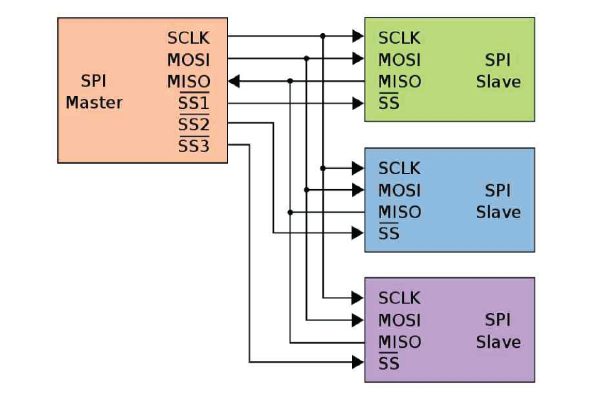 SCLK
MOSI
MISO
SS1
SS2
SS3
SPI
Master
SCLK
MOSI
MISO
SS
SPI
Slave
SCLK
MOSI
MISO
SS
SPI
Slave
SCLK
MOSI
MISO
SS
SPI
Slave